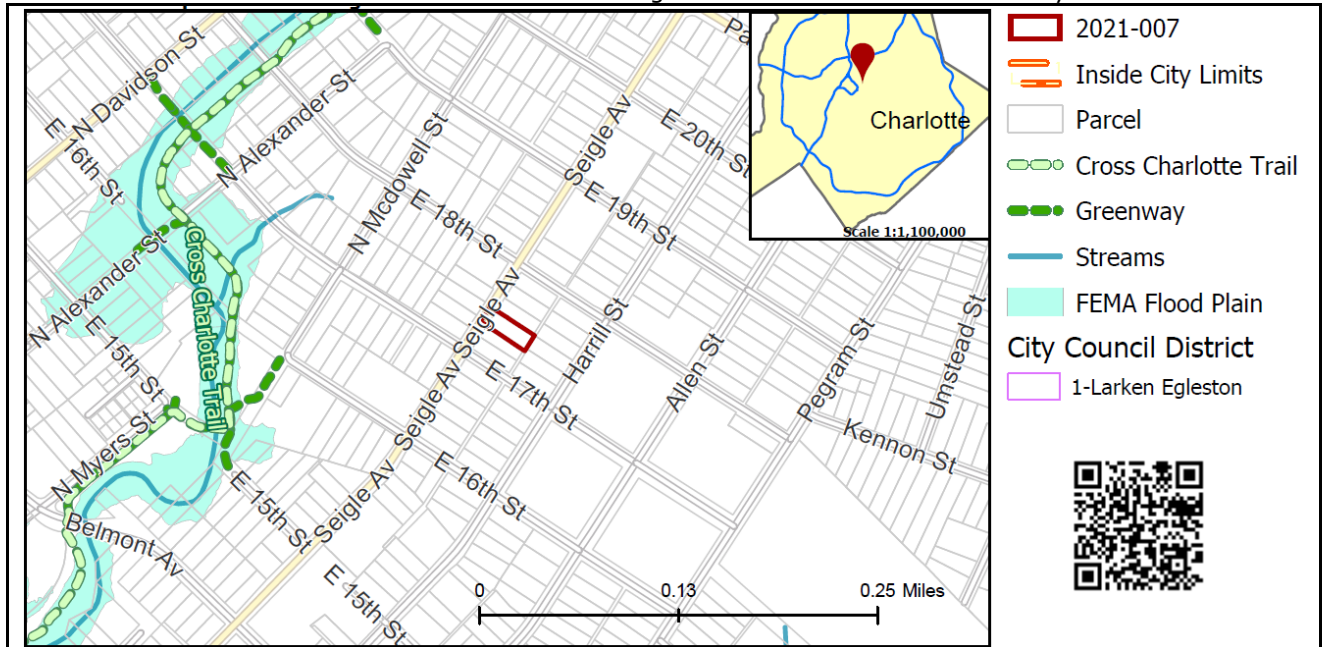 N Davidson St
E 16th St
N Alexander St
N Mcdowell St
Seigle Av
E 20th St
E 19th St
E 18th St
N Alexander St
Cross Charlotte Trail
E 15th St
N Myers St
Belmont Av
E 15th St
E 15th St
Seigle Av
Seigle Av
Seigle Av
E 17th St
E 16th St
Harrill St
Allen St
Pegram St
Umstead St
Kennon St
0 0.13 0.25 Miles
Charlotte
Scale 1:1,100,000
2021-007
Inside City Limits
Parcel
Cross Charlotte Trail
Greenway
Streams
FEMA Flood Plain
City Council District
1-Larken Egleston